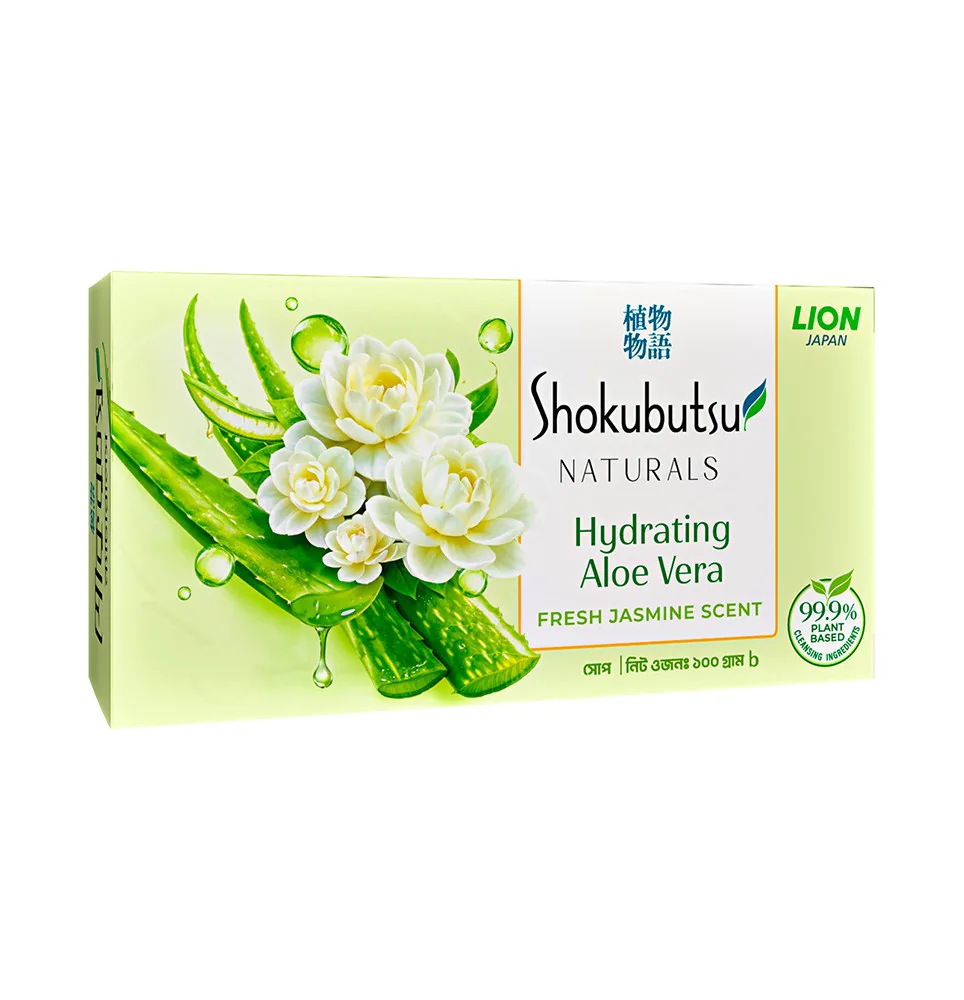 植物
物語
Shokubutsu
NATURALS
Hydrating
Aloe Vera
FRESH JASMINE SCENT
সোপ | নিট ওজনঃ ১০০ গ্রাম b
LION
JAPAN
99.9%
PLANT
BASED
CLEANSING INGREDIENTS